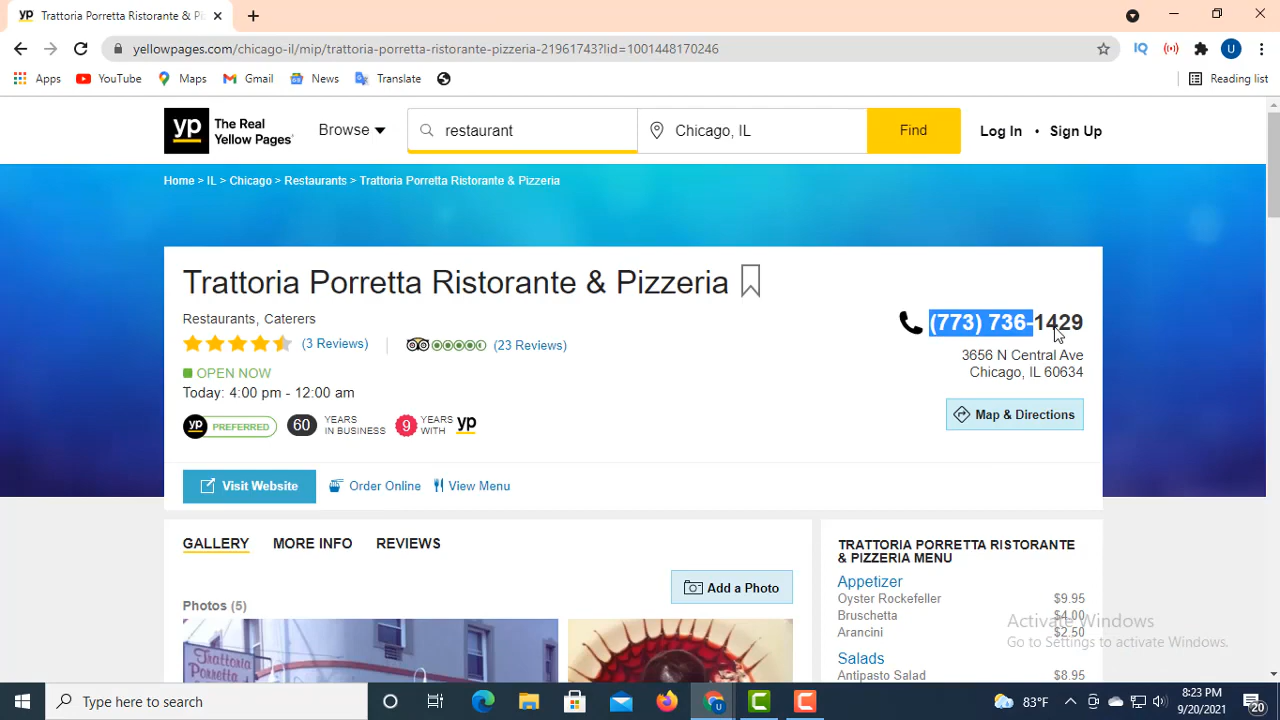 Trattoria Porretta Ristorante & Pi
yellowpages.com/chicago-il/mip/trattoria-porretta-ristorante-pizzeria-21961743?lid=1001448170246
IQ
U
Apps
YouTube
Maps
Gmail
News
Translate
Reading list
yp
The Real
Yellow Pages
Browse
restaurant
Chicago, IL
Find
Log In • Sign Up
Home > IL > Chicago > Restaurants > Trattoria Porretta Ristorante & Pizzeria
Trattoria Porretta Ristorante & Pizzeria
Restaurants, Caterers
(3 Reviews)
(23 Reviews)
OPEN NOW
Today: 4:00 pm - 12:00 am
yp PREFERRED
60 YEARS
IN BUSINESS
9 YEARS
WITH yp
(773) 736-1429
3656 N Central Ave
Chicago, IL 60634
Map & Directions
Visit Website
Order Online
View Menu
GALLERY
MORE INFO
REVIEWS
Add a Photo
Photos (5)
Trattoria
Porretta
TRATTORIA PORRETTA RISTORANTE
& PIZZERIA MENU
Appetizer
Oyster Rockefeller $9.95
Bruschetta $4.00
Arancini $2.50
Salads
Antipasto Salad $8.95
Activate Windows
Go to Settings to activate Windows.
Type here to search
U
83°F
8:23 PM
9/20/2021
20